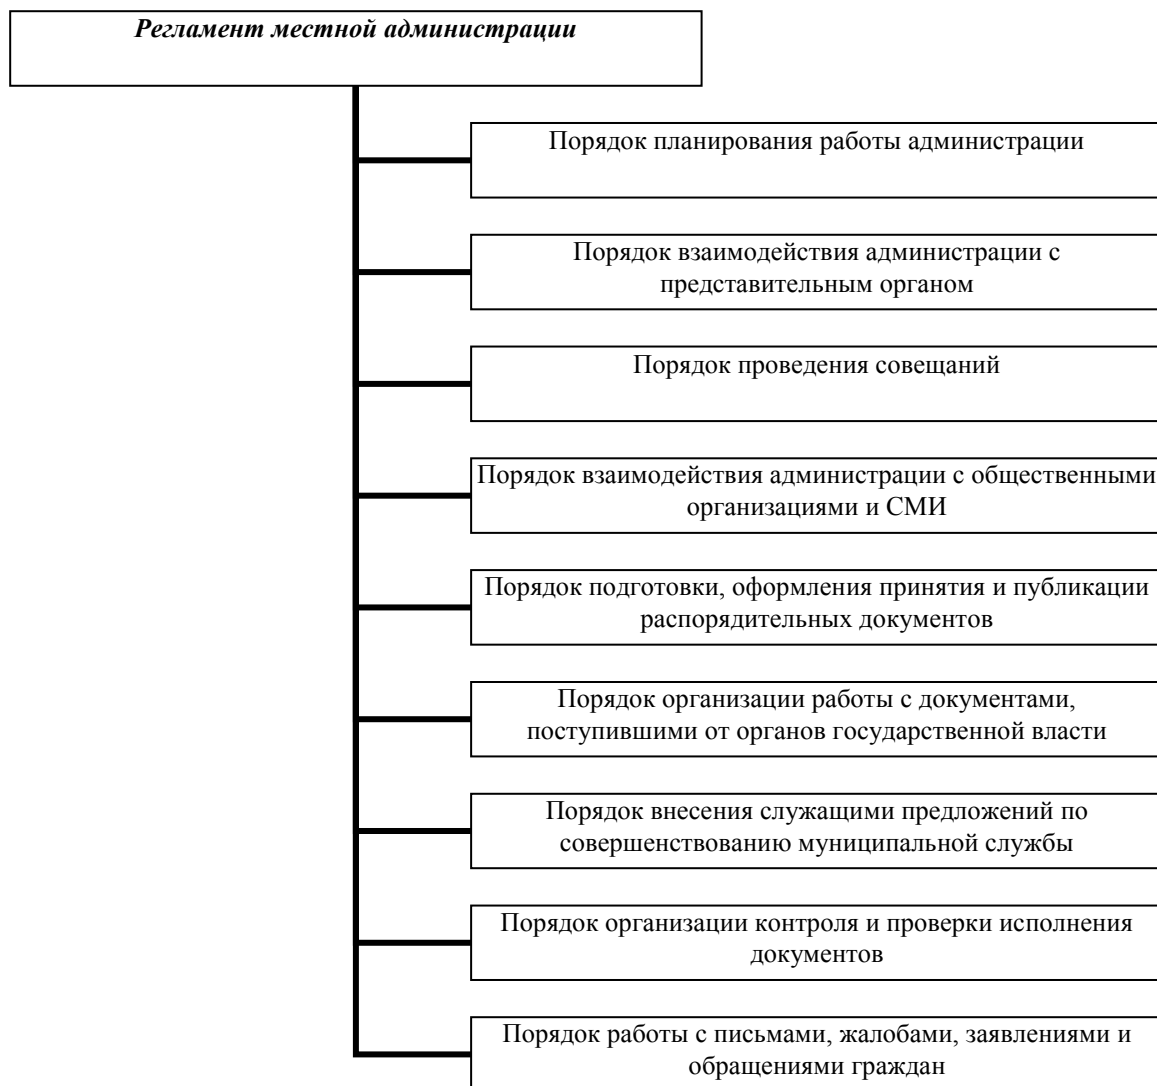 Регламент местной администрации
Порядок планирования работы администрации
Порядок взаимодействия администрации с
представительным органом
Порядок проведения совещаний
Порядок взаимодействия администрации с общественными
организациями и СМИ
Порядок подготовки, оформления принятия и публикации
распорядительных документов
Порядок организации работы с документами,
поступившими от органов государственной власти
Порядок внесения служащими предложений по
совершенствованию муниципальной службы
Порядок организации контроля и проверки исполнения
документов
Порядок работы с письмами, жалобами, заявлениями и
обращениями граждан